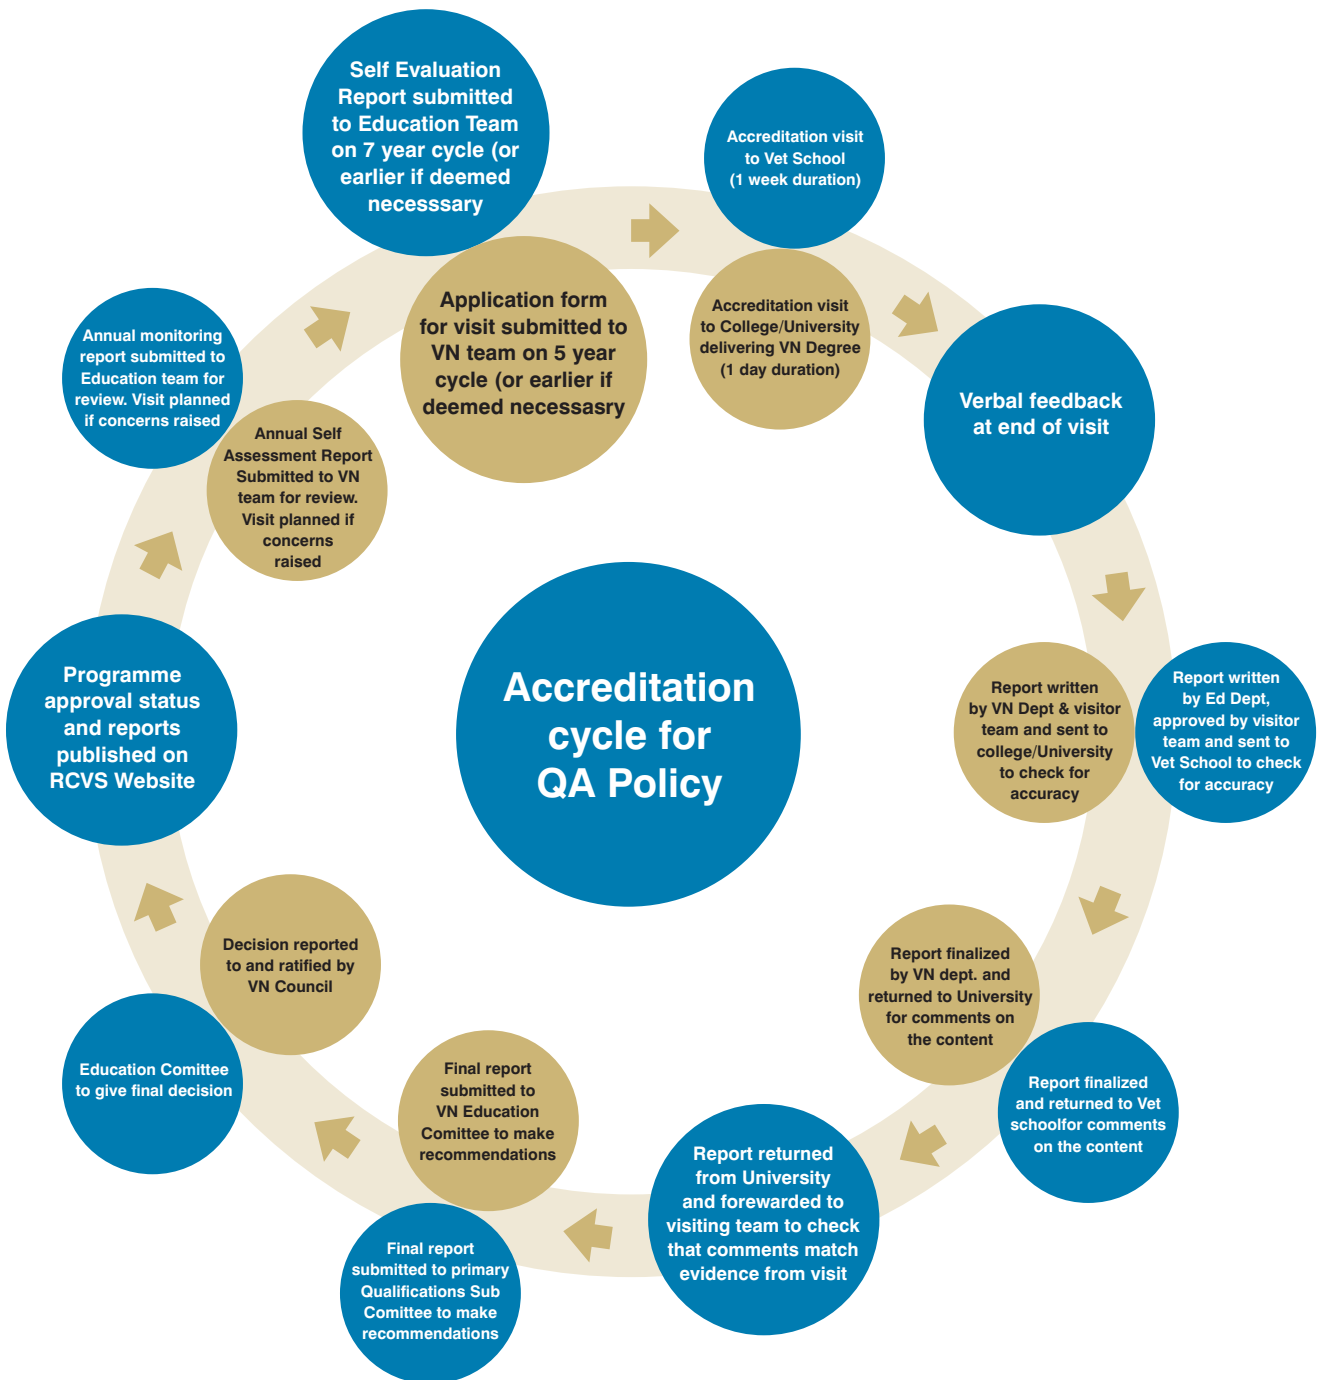 Self Evaluation
Report submitted
to Education Team
on 7 year cycle (or
earlier if deemed
necesssary
Application form
for visit submitted to
VN team on 5 year
cycle (or earlier if
deemed necessasry
Accreditation visit
to Vet School
(1 week duration)
Accreditation visit
to College/University
delivering VN Degree
(1 day duration)
Verbal feedback
at end of visit
Report written
by VN Dept & visitor
team and sent to
college/University
to check for
accuracy
Report written
by Ed Dept,
approved by visitor
team and sent to
Vet School to check
for accuracy
Report finalized
by VN dept. and
returned to University
for comments on
the content
Report finalized
and returned to Vet
schoolfor comments
on the content
Report returned
from University
and forewarded to
visiting team to check
that comments match
evidence from visit
Final report
submitted to
VN Education
Comittee to make
recommendations
Final report
submitted to primary
Qualifications Sub
Comittee to make
recommendations
Decision reported
to and ratified by
VN Council
Education Comittee
to give final decision
Programme
approval status
and reports
published on
RCVS Website
Annual monitoring
report submitted to
Education team for
review. Visit planned
if concerns raised
Annual Self
Assessment Report
Submitted to VN
team for review.
Visit planned if
concerns
raised
Accreditation
cycle for
QA Policy